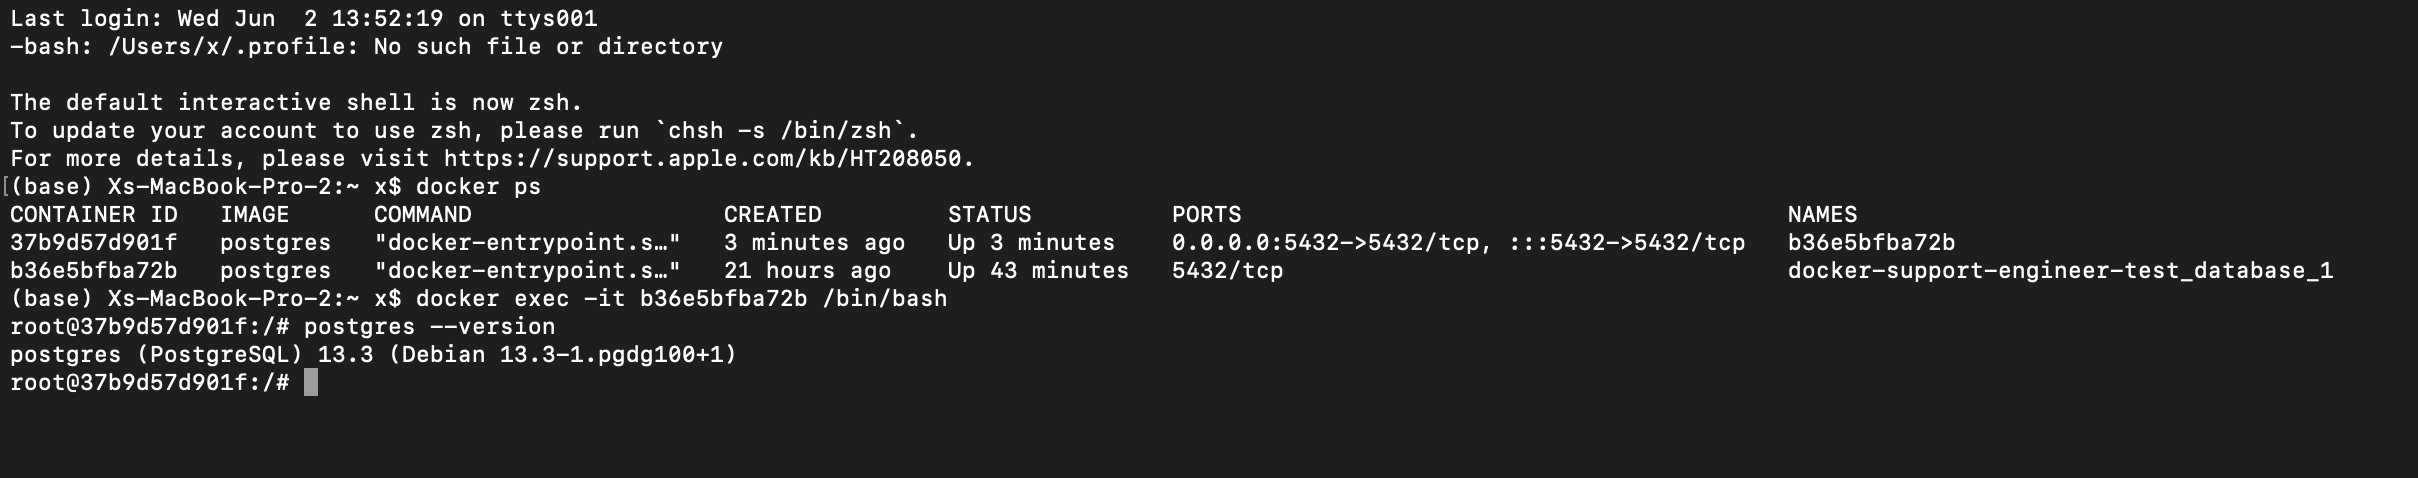 Last login: Wed Jun  2 13:52:19 on ttys001
-bash: /Users/x/.profile: No such file or directory

The default interactive shell is now zsh.
To update your account to use zsh, please run `chsh -s /bin/zsh`.
For more details, please visit https://support.apple.com/kb/HT208050.
[(base) Xs-MacBook-Pro-2:~ x$ docker ps
CONTAINER ID   IMAGE      COMMAND                  CREATED         STATUS          PORTS                                       NAMES
37b9d57d901f   postgres   "docker-entrypoint.s…"   3 minutes ago   Up 3 minutes    0.0.0.0:5432->5432/tcp, :::5432->5432/tcp   b36e5bfba72b
b36e5bfba72b   postgres   "docker-entrypoint.s…"   21 hours ago    Up 43 minutes   5432/tcp                                    docker-support-engineer-test_database_1
(base) Xs-MacBook-Pro-2:~ x$ docker exec -it b36e5bfba72b /bin/bash
root@37b9d57d901f:/# postgres --version
postgres (PostgreSQL) 13.3 (Debian 13.3-1.pgdg100+1)
root@37b9d57d901f:/#